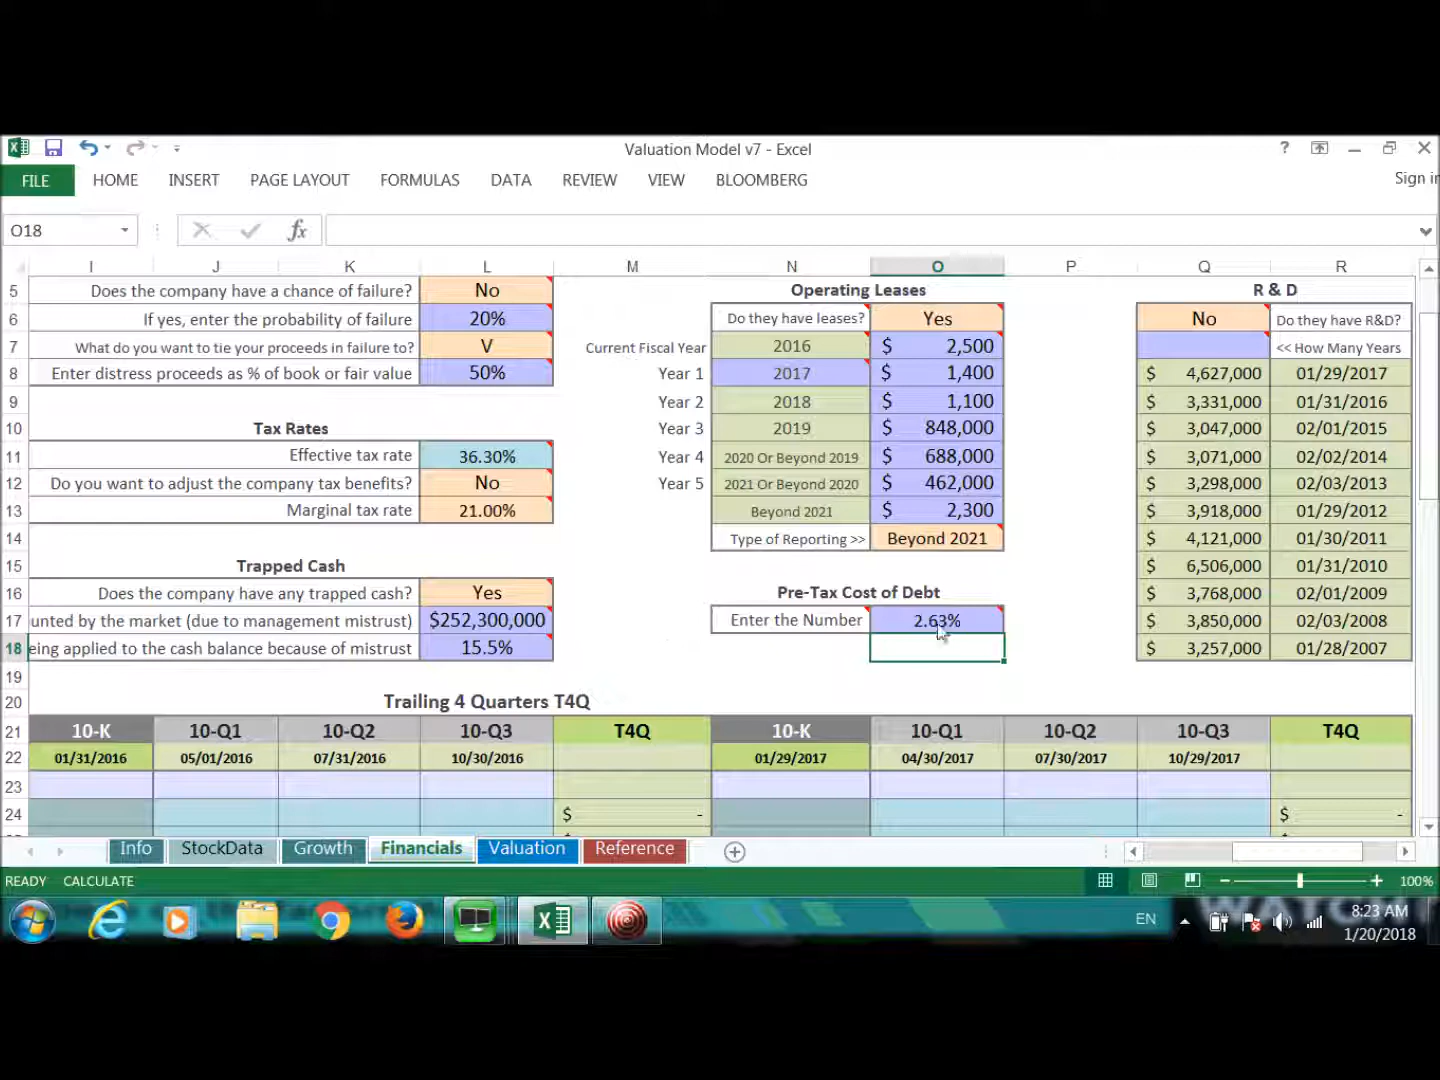 Valuation Model v7 - Excel
?
Sign in
FILE HOME INSERT PAGE LAYOUT FORMULAS DATA REVIEW VIEW BLOOMBERG
O18 fx
I J K L M N O P Q R
5 Does the company have a chance of failure? No Operating Leases R & D
6 If yes, enter the probability of failure 20% Do they have leases? Yes No Do they have R&D?
7 What do you want to tie your proceeds in failure to? V Current Fiscal Year 2016 $ 2,500 << How Many Years
8 Enter distress proceeds as % of book or fair value 50% Year 1 2017 $ 1,400 $ 4,627,000 01/29/2017
9 Year 2 2018 $ 1,100 $ 3,331,000 01/31/2016
10 Tax Rates Year 3 2019 $ 848,000 $ 3,047,000 02/01/2015
11 Effective tax rate 36.30% Year 4 2020 Or Beyond 2019 $ 688,000 $ 3,071,000 02/02/2014
12 Do you want to adjust the company tax benefits? No Year 5 2021 Or Beyond 2020 $ 462,000 $ 3,298,000 02/03/2013
13 Marginal tax rate 21.00% Beyond 2021 $ 2,300 $ 3,918,000 01/29/2012
14 Type of Reporting >> Beyond 2021 $ 4,121,000 01/30/2011
15 Trapped Cash $ 6,506,000 01/31/2010
16 Does the company have any trapped cash? Yes Pre-Tax Cost of Debt $ 3,768,000 02/01/2009
17 unted by the market (due to management mistrust) $252,300,000 Enter the Number 2.63% $ 3,850,000 02/03/2008
18 eing applied to the cash balance because of mistrust 15.5% $ 3,257,000 01/28/2007
19
20 Trailing 4 Quarters T4Q
21 10-K 10-Q1 10-Q2 10-Q3 T4Q 10-K 10-Q1 10-Q2 10-Q3 T4Q
22 01/31/2016 05/01/2016 07/31/2016 10/30/2016 01/29/2017 04/30/2017 07/30/2017 10/29/2017
23
24 $ - $ -
Info StockData Growth Financials Valuation Reference
READY CALCULATE 100%
EN 8:23 AM
1/20/2018